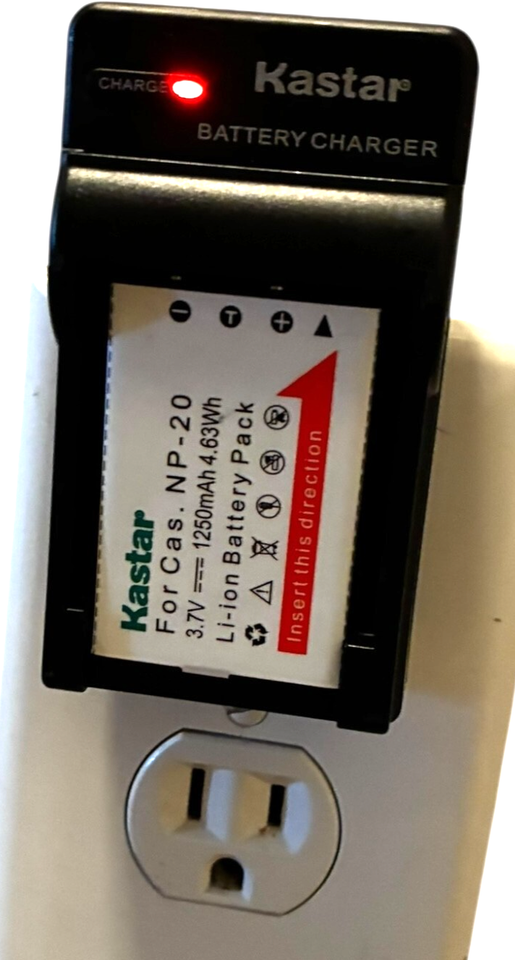 CHARGE
Kastar®
BATTERY CHARGER
- T + ▲
Kastar
For Cas. NP-20
3.7V 1250mAh 4.63Wh
Li-ion Battery Pack
Insert this direction